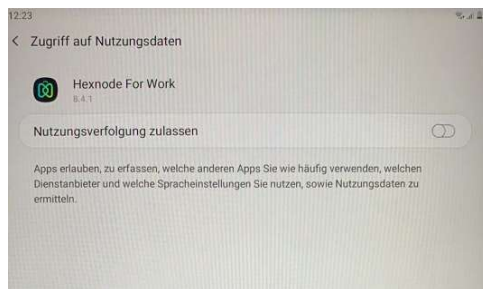 12:23
Zugriff auf Nutzungsdaten
Hexnode For Work
8.4.1
Nutzungsverfolgung zulassen
Apps erlauben, zu erfassen, welche anderen Apps Sie wie häufig verwenden, welchen
Dienstanbieter und welche Spracheinstellungen Sie nutzen, sowie Nutzungsdaten zu
ermitteln.